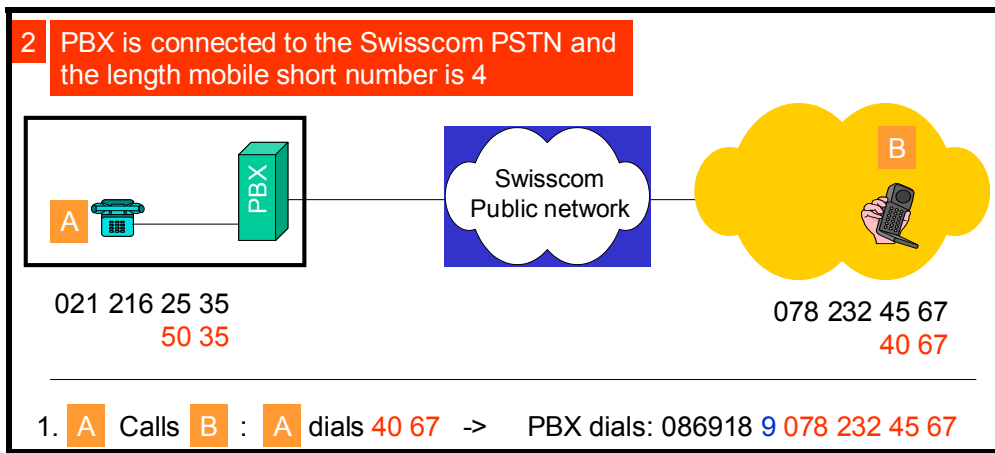 2 PBX is connected to the Swisscom PSTN and
the length mobile short number is 4
A
PBX
Swisscom
Public network
B
021 216 25 35
50 35
078 232 45 67
40 67
1. A Calls B : A dials 40 67 -> PBX dials: 086918 9 078 232 45 67